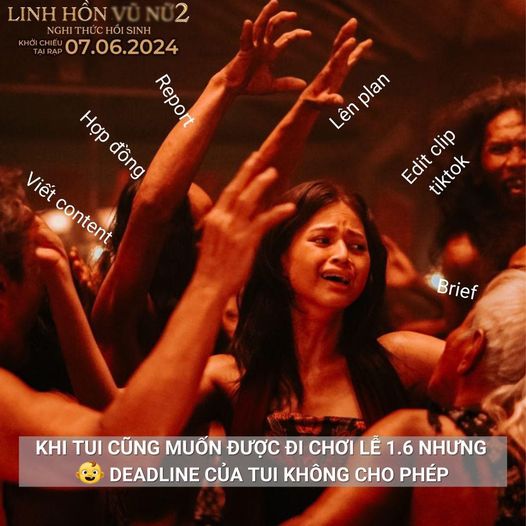 LINH HỒN VŨ NỮ 2
NGHI THỨC HỒI SINH
KHỞI CHIẾU
TẠI RẠP 07.06.2024
Report
Lên plan
Hợp đồng
Edit clip
tiktok
Viết content
Brief
KHI TUI CŨNG MUỐN ĐƯỢC ĐI CHƠI LỄ 1.6 NHƯNG
DEADLINE CỦA TUI KHÔNG CHO PHÉP